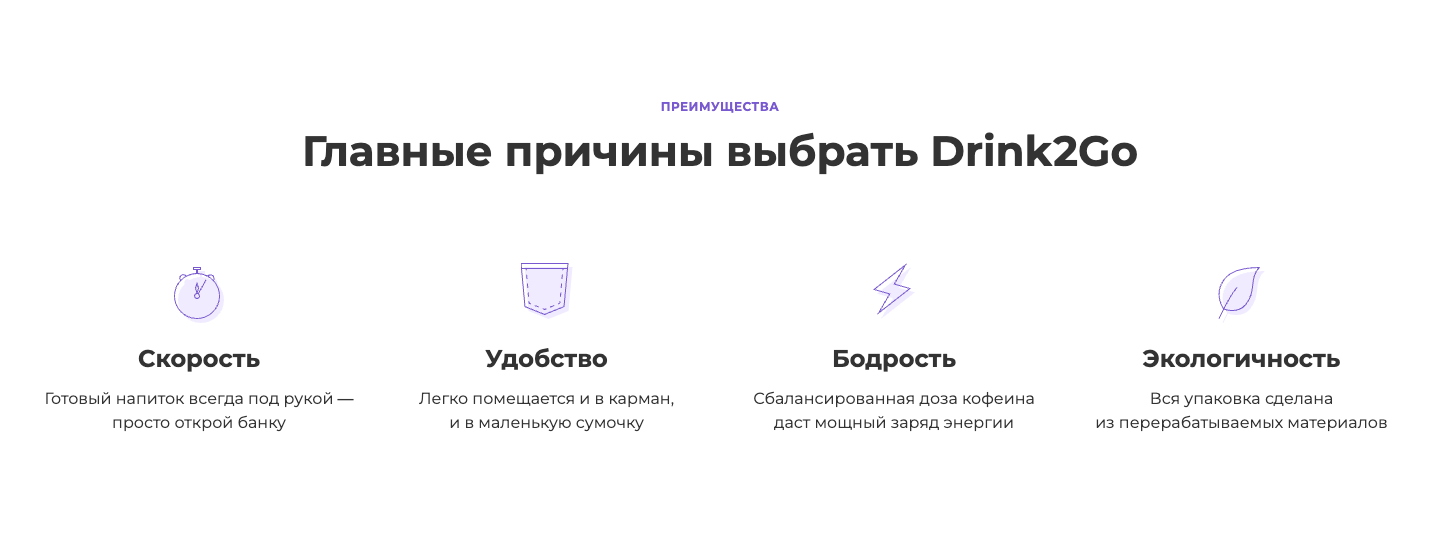 ПРЕИМУЩЕСТВА
Главные причины выбрать Drink2Go
Скорость
Готовый напиток всегда под рукой —
просто открой банку
Удобство
Легко помещается и в карман,
и в маленькую сумочку
Бодрость
Сбалансированная доза кофеина
даст мощный заряд энергии
Экологичность
Вся упаковка сделана
из перерабатываемых материалов